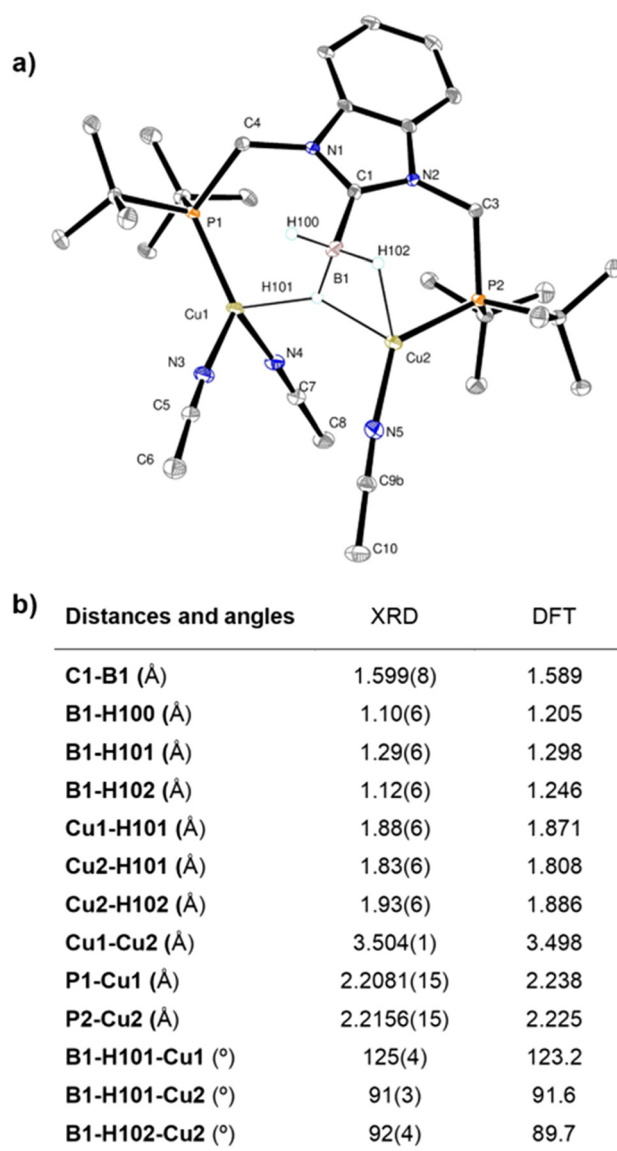 a)
C4
N1
N2
C1
C3
H100
H102
P1
B1
H101
P2
Cu1
Cu2
N3
N4
C5
C7
C6
C8
N5
C9b
C10
b)
Distances and angles XRD DFT
C1-B1 (Å) 1.599(8) 1.589
B1-H100 (Å) 1.10(6) 1.205
B1-H101 (Å) 1.29(6) 1.298
B1-H102 (Å) 1.12(6) 1.246
Cu1-H101 (Å) 1.88(6) 1.871
Cu2-H101 (Å) 1.83(6) 1.808
Cu2-H102 (Å) 1.93(6) 1.886
Cu1-Cu2 (Å) 3.504(1) 3.498
P1-Cu1 (Å) 2.2081(15) 2.238
P2-Cu2 (Å) 2.2156(15) 2.225
B1-H101-Cu1 (º) 125(4) 123.2
B1-H101-Cu2 (º) 91(3) 91.6
B1-H102-Cu2 (º) 92(4) 89.7